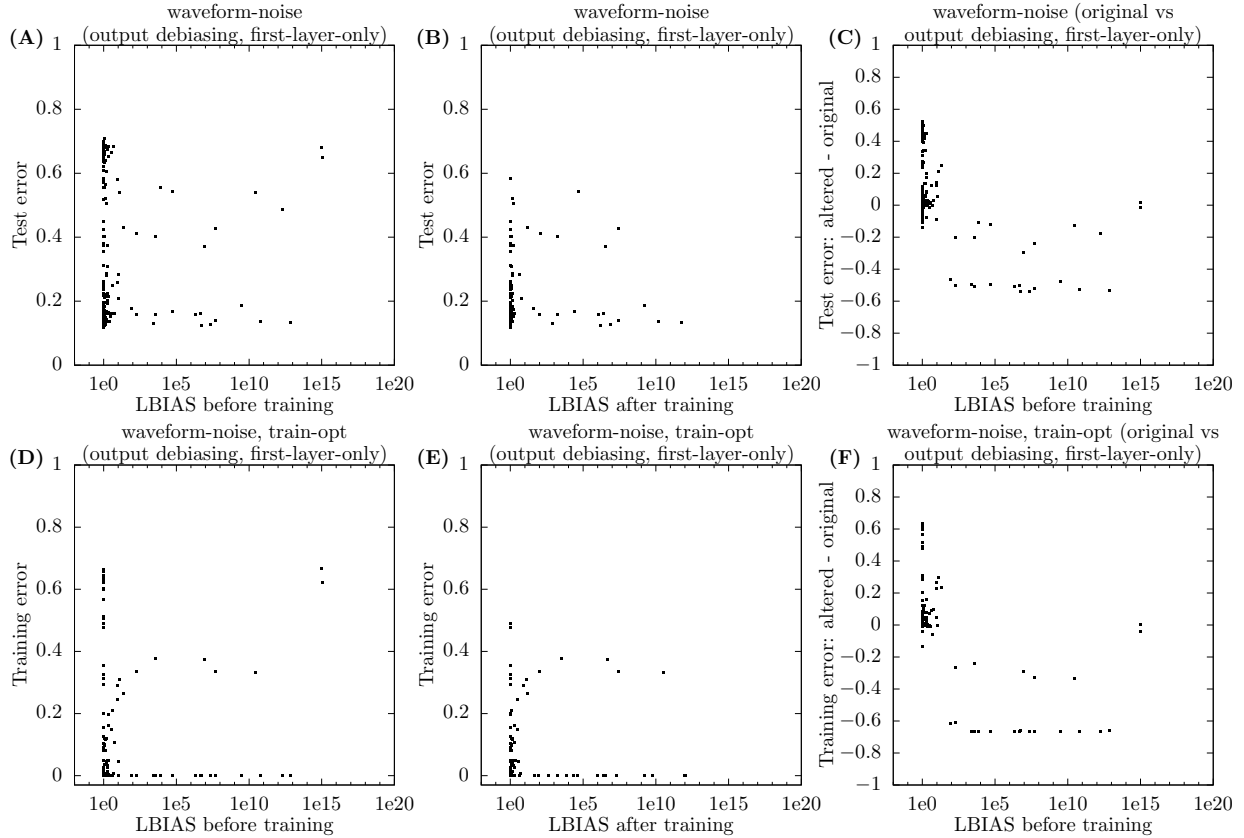 waveform-noise
(A) (output debiasing, first-layer-only)
1
0.8
0.6
0.4
0.2
0
Test error
1e0 1e5 1e10 1e15 1e20
LBIAS before training
waveform-noise
(B) (output debiasing, first-layer-only)
1
0.8
0.6
0.4
0.2
0
Test error
1e0 1e5 1e10 1e15 1e20
LBIAS after training
waveform-noise (original vs
(C) output debiasing, first-layer-only)
1
0.8
0.6
0.4
0.2
0
−0.2
−0.4
−0.6
−0.8
−1
Test error: altered - original
1e0 1e5 1e10 1e15 1e20
LBIAS before training
waveform-noise, train-opt
(D) (output debiasing, first-layer-only)
1
0.8
0.6
0.4
0.2
0
Training error
1e0 1e5 1e10 1e15 1e20
LBIAS before training
waveform-noise, train-opt
(E) (output debiasing, first-layer-only)
1
0.8
0.6
0.4
0.2
0
Training error
1e0 1e5 1e10 1e15 1e20
LBIAS after training
waveform-noise, train-opt (original vs
(F) output debiasing, first-layer-only)
1
0.8
0.6
0.4
0.2
0
−0.2
−0.4
−0.6
−0.8
−1
Training error: altered - original
1e0 1e5 1e10 1e15 1e20
LBIAS before training